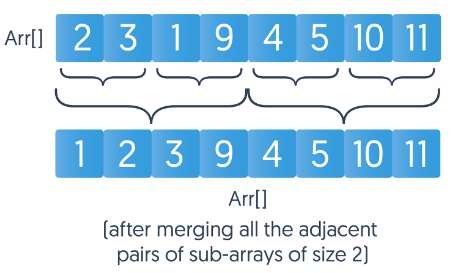 Arr[] 2 3 1 9 4 5 10 11
1 2 3 9 4 5 10 11
Arr[]
(after merging all the adjacent
pairs of sub-arrays of size 2)